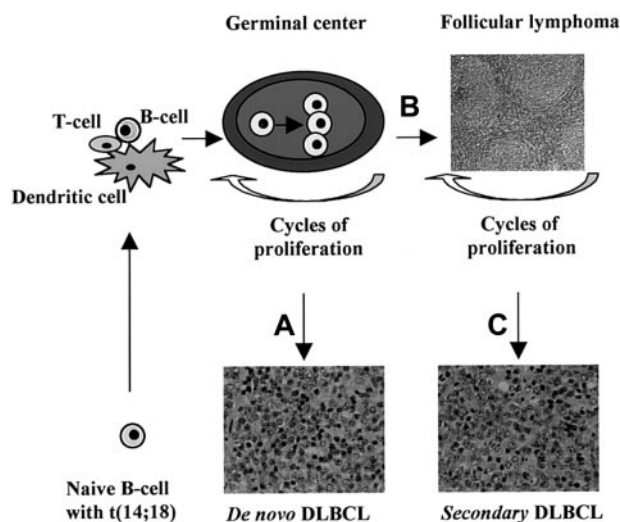 Germinal center
Follicular lymphoma
B-cell
T-cell
Dendritic cell
B
Cycles of
proliferation
Cycles of
proliferation
A
C
Naive B-cell
with t(14;18)
De novo DLBCL
Secondary DLBCL